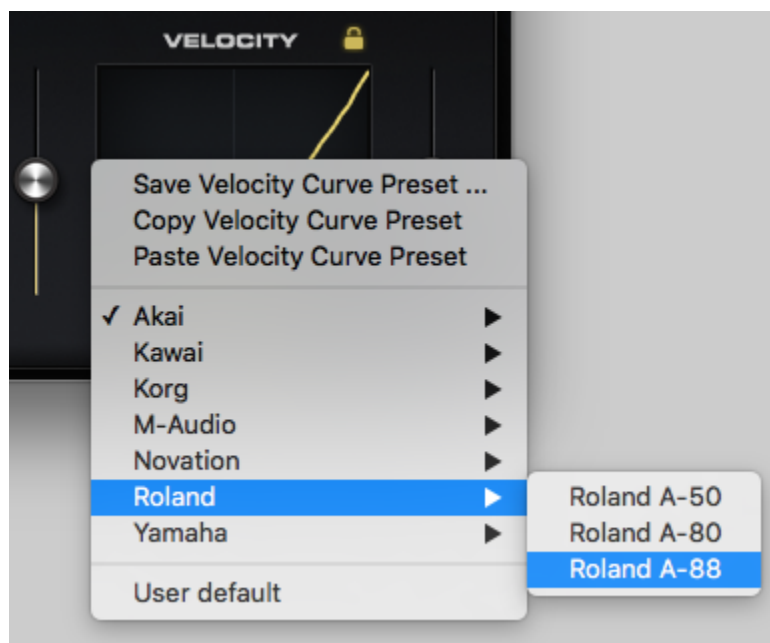 VELOCITY
Save Velocity Curve Preset ...
Copy Velocity Curve Preset
Paste Velocity Curve Preset
✓ Akai
Kawai
Korg
M-Audio
Novation
Roland
Yamaha
User default
Roland A-50
Roland A-80
Roland A-88